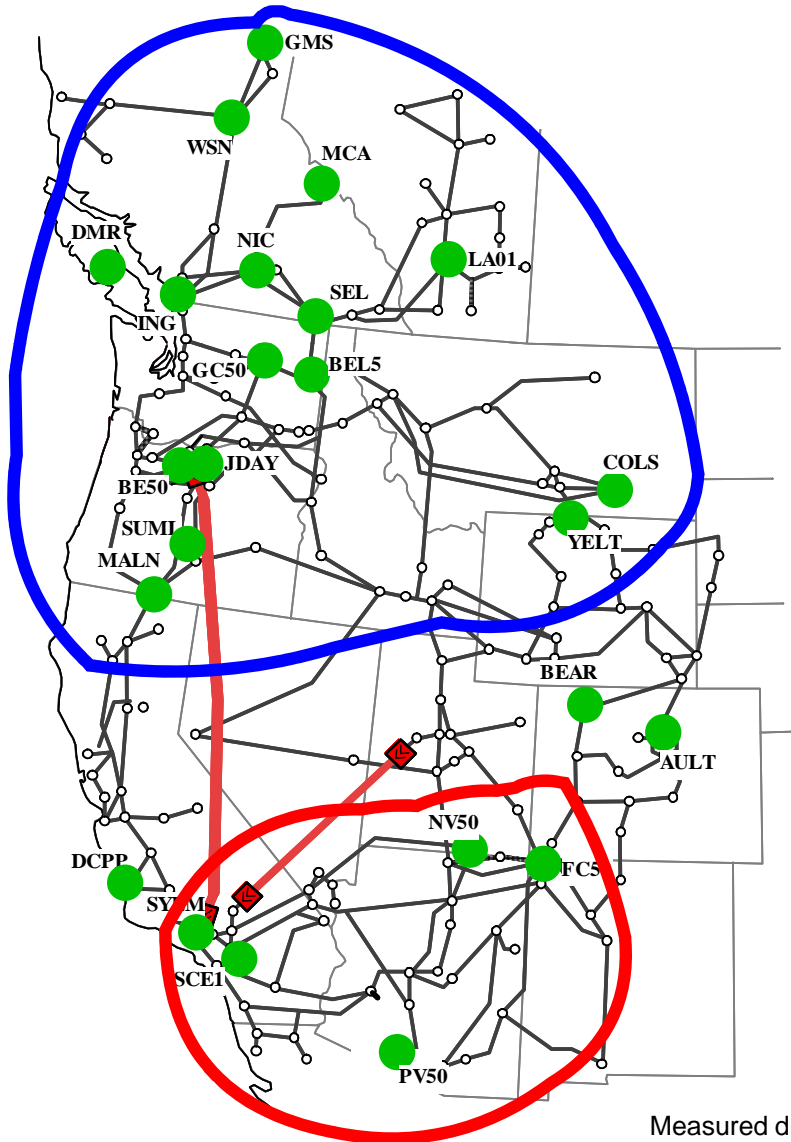 GMS
WSN
MCA
DMR
NIC
LA01
SEL
ING
GC50
BEL5
JDAY
BE50
COLS
SUMI
YELT
MALN
BEAR
AULT
NV50
DCPP
FC5
SCE1
PV50
Measured d